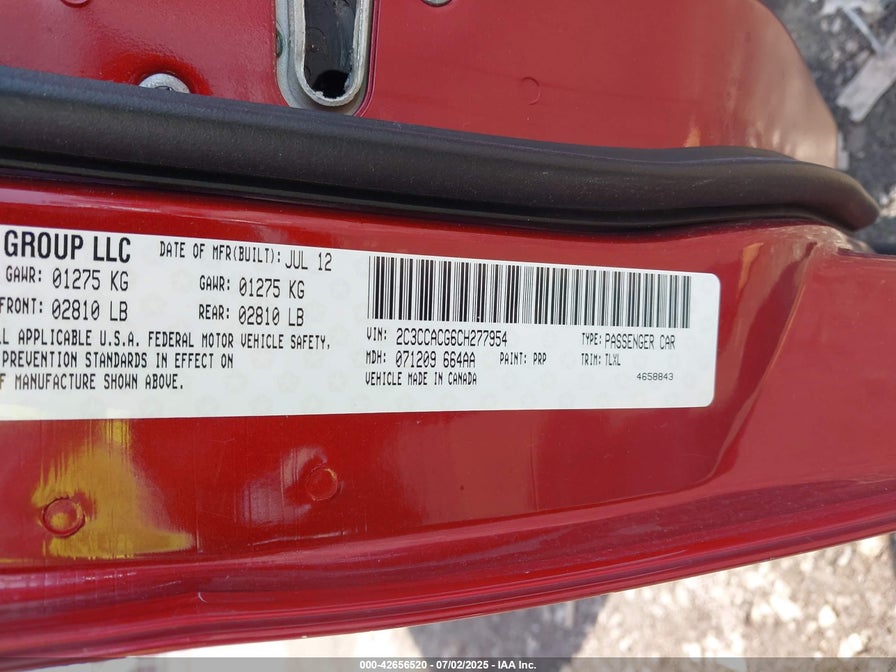 GROUP LLC DATE OF MFR(BUILT): JUL 12
GAWR: 01275 KG GAWR: 01275 KG
FRONT: 02810 LB REAR: 02810 LB
APPLICABLE U.S.A. FEDERAL MOTOR VEHICLE SAFETY,
PREVENTION STANDARDS IN EFFECT ON
F MANUFACTURE SHOWN ABOVE.
VIN: 2C3CCACG6CH277954 TYPE: PASSENGER CAR
MDH: 071209 664AA PAINT: PRP TRIM: TLXL
VEHICLE MADE IN CANADA 4658843
000-42656520 | 07/02/2025 - IAA Inc.